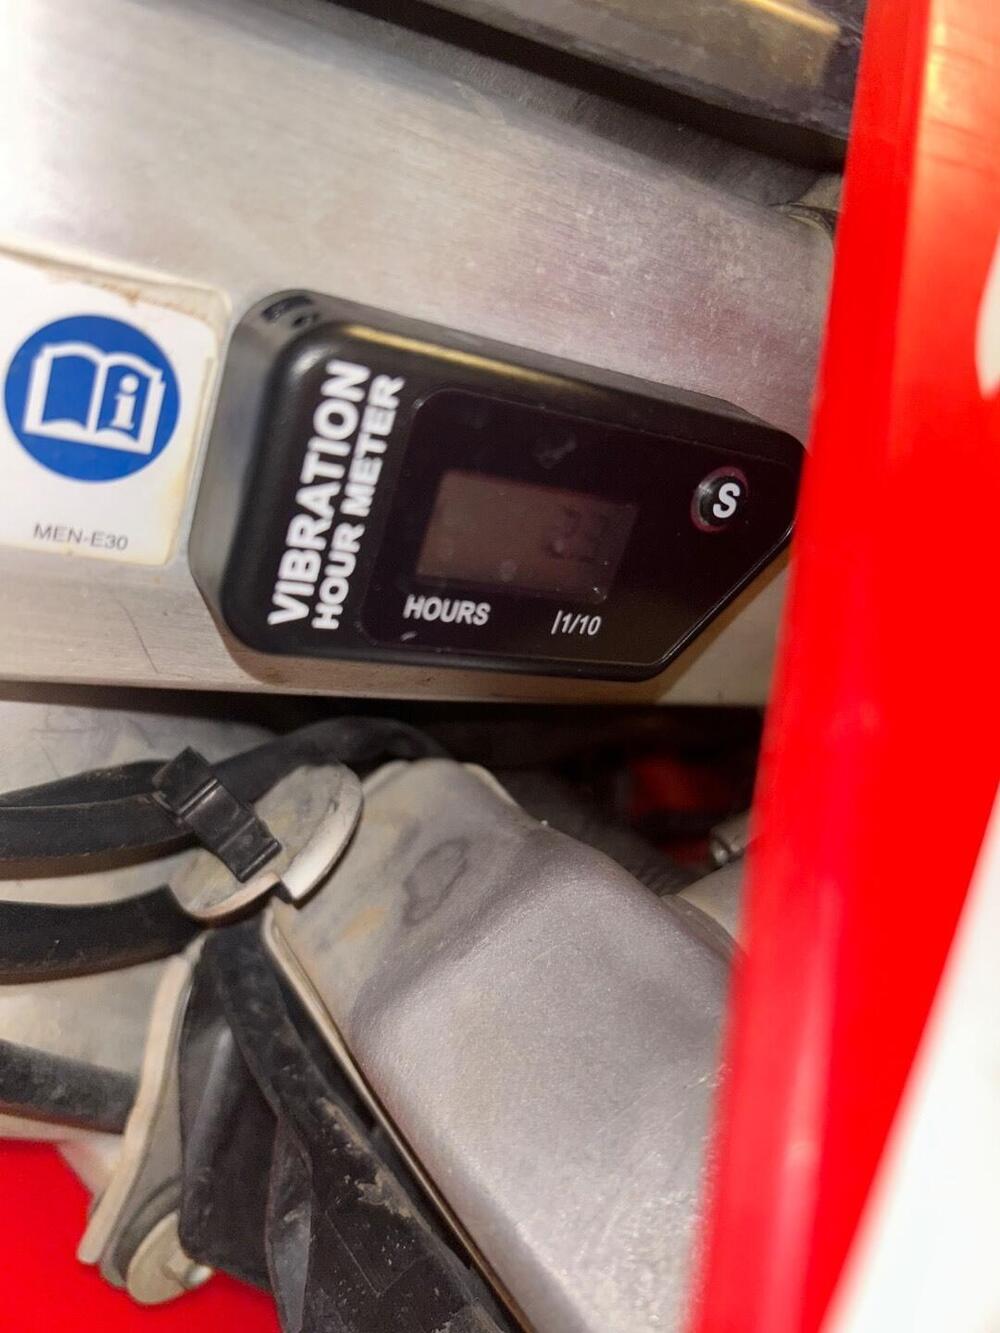 VIBRATION
HOUR METER
HOURS
|1/10
S
i
MEN-E30